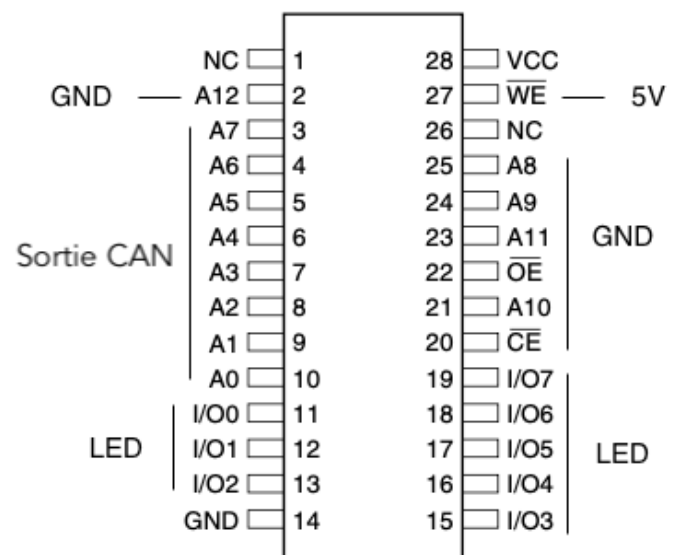 NC 1 28 VCC
GND A12 2 27 W̅E̅ 5V
A7 3 26 NC
A6 4 25 A8
A5 5 24 A9
A4 6 23 A11 GND
Sortie CAN A3 7 22 O̅E̅
A2 8 21 A10
A1 9 20 C̅E̅
A0 10 19 I/O7
I/O0 11 18 I/O6
LED I/O1 12 17 I/O5 LED
I/O2 13 16 I/O4
GND 14 15 I/O3